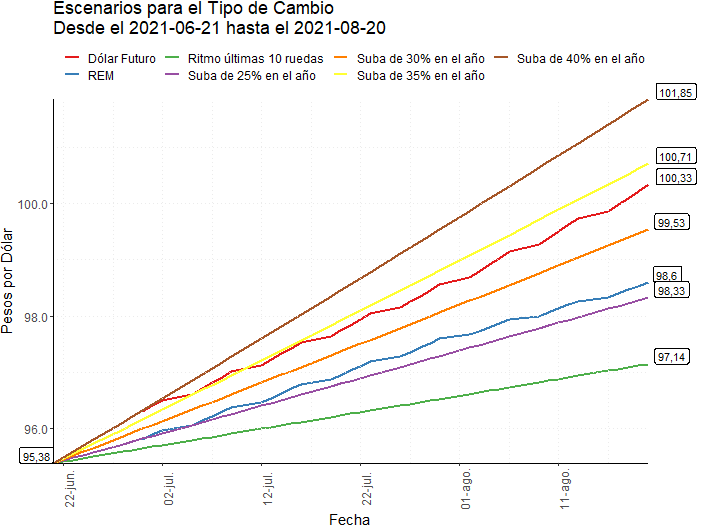 Escenarios para el Tipo de Cambio
Desde el 2021-06-21 hasta el 2021-08-20
Dólar Futuro
Ritmo últimas 10 ruedas
Suba de 30% en el año
Suba de 40% en el año
REM
Suba de 25% en el año
Suba de 35% en el año
101,85
100,71
100,33
99,53
98,6
98,33
97,14
95,38
Pesos por Dólar
100.0
98.0
96.0
22-jun.
02-jul.
12-jul.
22-jul.
01-ago.
11-ago.
Fecha